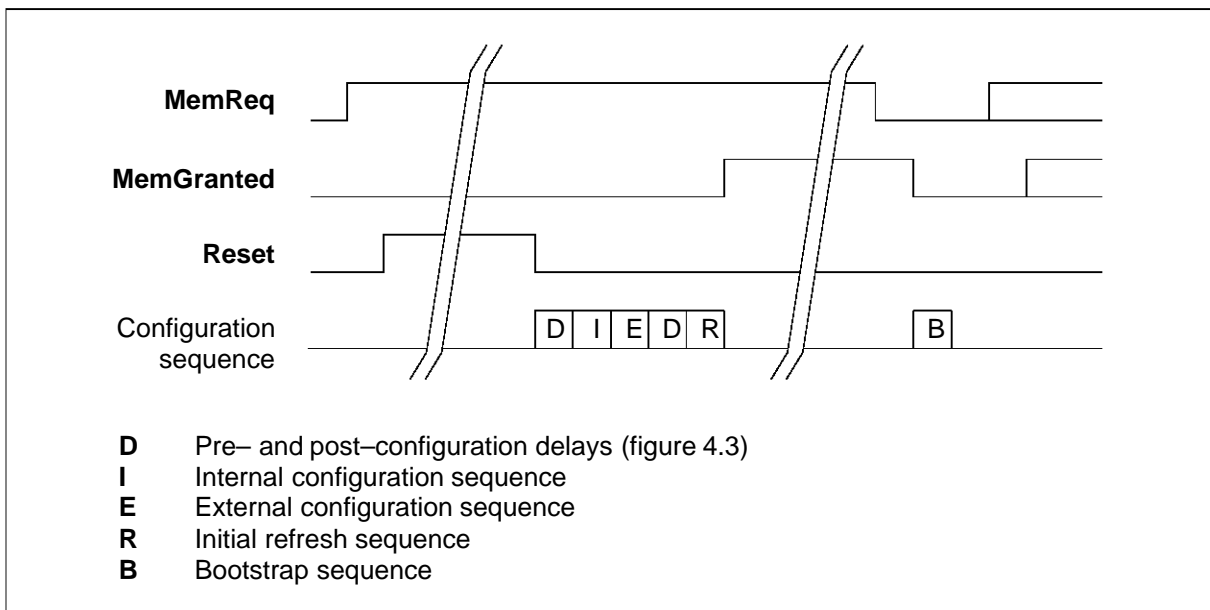 MemReq
MemGranted
Reset
Configuration
sequence
D I E D R
B
D Pre– and post–configuration delays (figure 4.3)
I Internal configuration sequence
E External configuration sequence
R Initial refresh sequence
B Bootstrap sequence